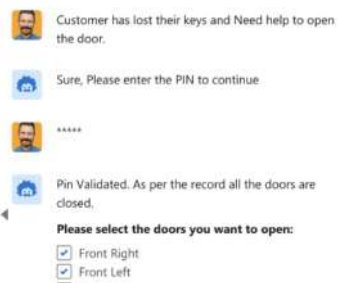 Customer has lost their keys and Need help to open
the door.
Sure, Please enter the PIN to continue
*****
Pin Validated. As per the record all the doors are
closed.
Please select the doors you want to open:
Front Right
Front Left